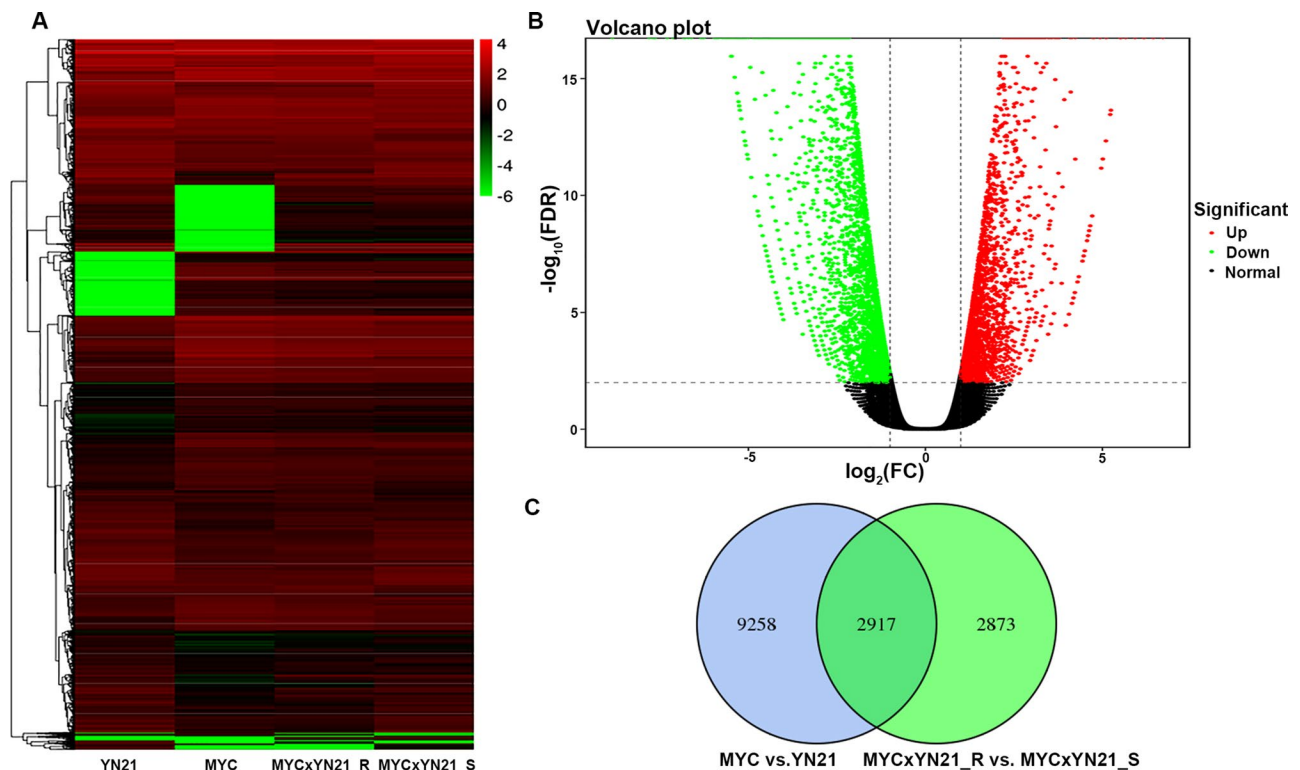 A
4
2
0
-2
-4
-6
YN21 MYC MYCxYN21_R MYCxYN21_S
B
Volcano plot
15
10
5
0
-log10(FDR)
-5 0 5
log2(FC)
Significant
Up
Down
Normal
C
9258 2917 2873
MYC vs.YN21 MYCxYN21_R vs. MYCxYN21_S